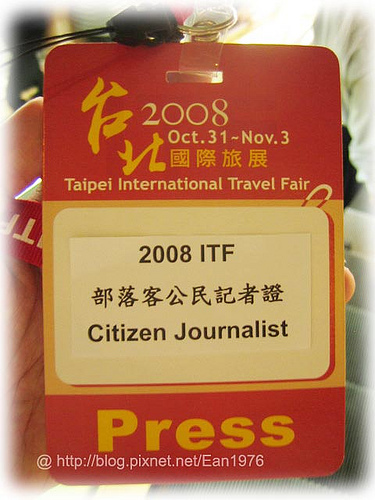 台北
2008
Oct.31~Nov.3
國際旅展
Taipei International Travel Fair
2008 ITF
部落客公民記者證
Citizen Journalist
Press
@ http://blog.pixnet.net/Ean1976